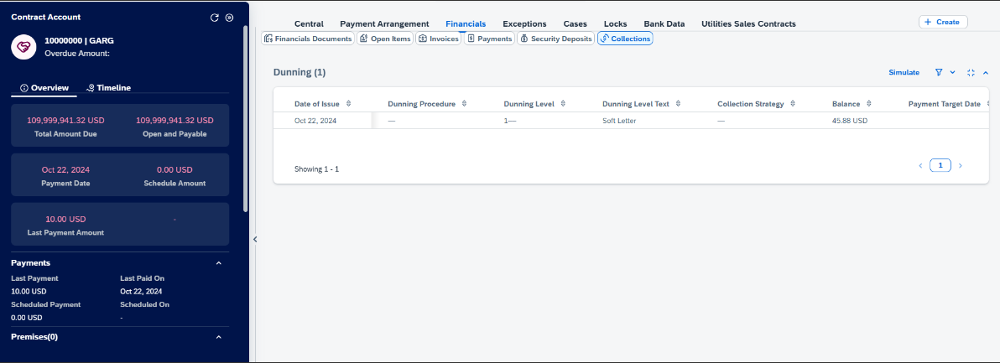 Contract Account
10000000 | GARG
Overdue Amount:
Overview Timeline
109,999,941.32 USD 109,999,941.32 USD
Total Amount Due Open and Payable
Oct 22, 2024 0.00 USD
Payment Date Schedule Amount
10.00 USD -
Last Payment Amount
Payments
Last Payment Last Paid On
10.00 USD Oct 22, 2024
Scheduled Payment Scheduled On
0.00 USD -
Premises(0)
Central Payment Arrangement Financials Exceptions Cases Locks Bank Data Utilities Sales Contracts + Create
Financials Documents Open Items Invoices Payments Security Deposits Collections
Dunning (1) Simulate
Date of Issue Dunning Procedure Dunning Level Dunning Level Text Collection Strategy Balance Payment Target Date
Oct 22, 2024 — 1— Soft Letter — 45.88 USD
Showing 1 - 1 1